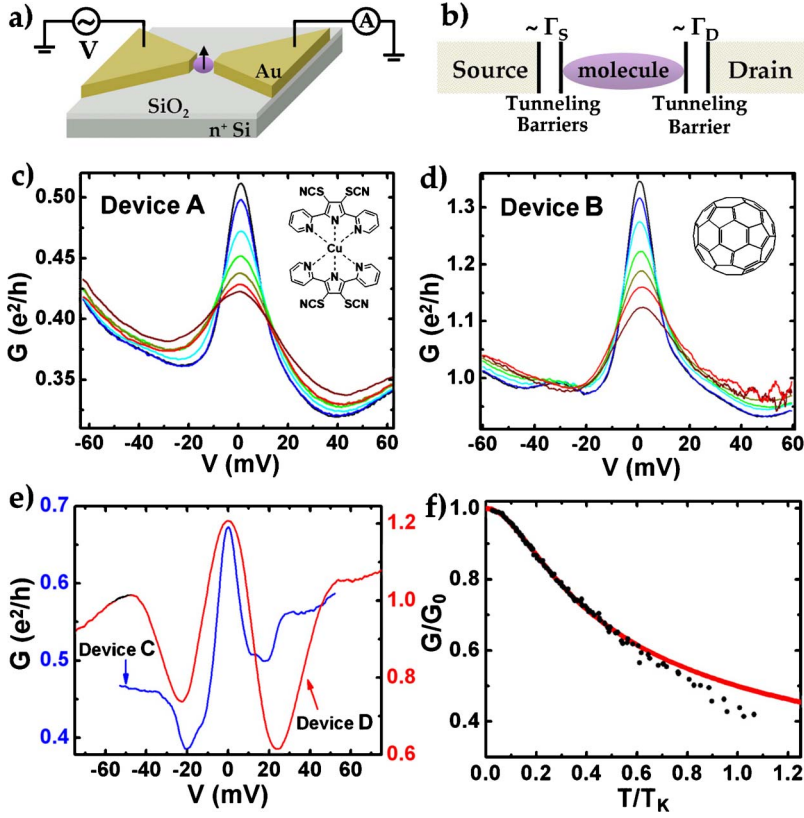 a)
V
A
Au
SiO₂
n⁺ Si
b)
~ Γ_S
~ Γ_D
Source
molecule
Drain
Tunneling
Barriers
Tunneling
Barrier
c)
Device A
NCS
SCN
N
N
N
Cu
N
N
N
NCS
SCN
0.50
0.45
0.40
0.35
G (e²/h)
-60 -40 -20 0 20 40 60
V (mV)
d)
Device B
1.3
1.2
1.1
1.0
G (e²/h)
-60 -40 -20 0 20 40 60
V (mV)
e)
0.7
0.6
0.5
0.4
G (e²/h)
Device C
Device D
1.2
1.0
0.8
0.6
-60 -40 -20 0 20 40 60
V (mV)
f)
1.0
0.8
0.6
0.4
G/G₀
0.0 0.2 0.4 0.6 0.8 1.0 1.2
T/T_K